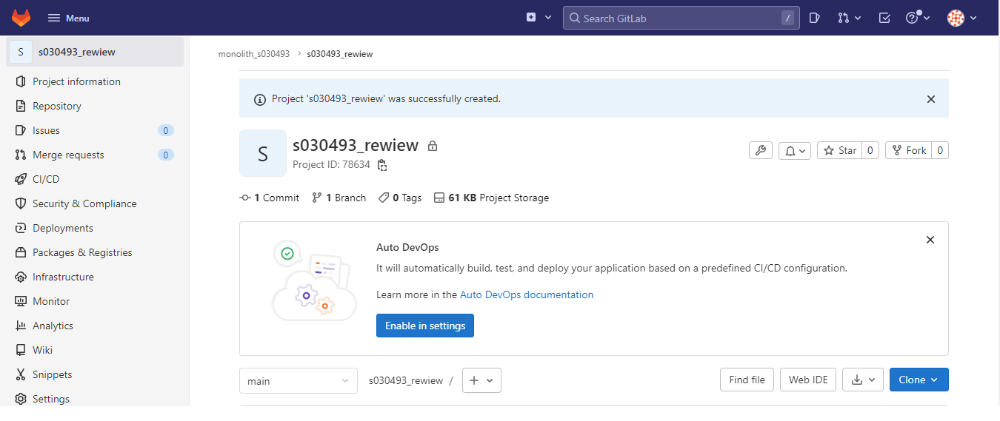 Menu
Search GitLab /
S s030493_rewiew
Project information
Repository
Issues 0
Merge requests 0
CI/CD
Security & Compliance
Deployments
Packages & Registries
Infrastructure
Monitor
Analytics
Wiki
Snippets
Settings
monolith_s030493 > s030493_rewiew
Project 's030493_rewiew' was successfully created.
S
s030493_rewiew
Project ID: 78634
Star 0
Fork 0
1 Commit 1 Branch 0 Tags 61 KB Project Storage
Auto DevOps
It will automatically build, test, and deploy your application based on a predefined CI/CD configuration.
Learn more in the Auto DevOps documentation
Enable in settings
main s030493_rewiew / Find file Web IDE Clone